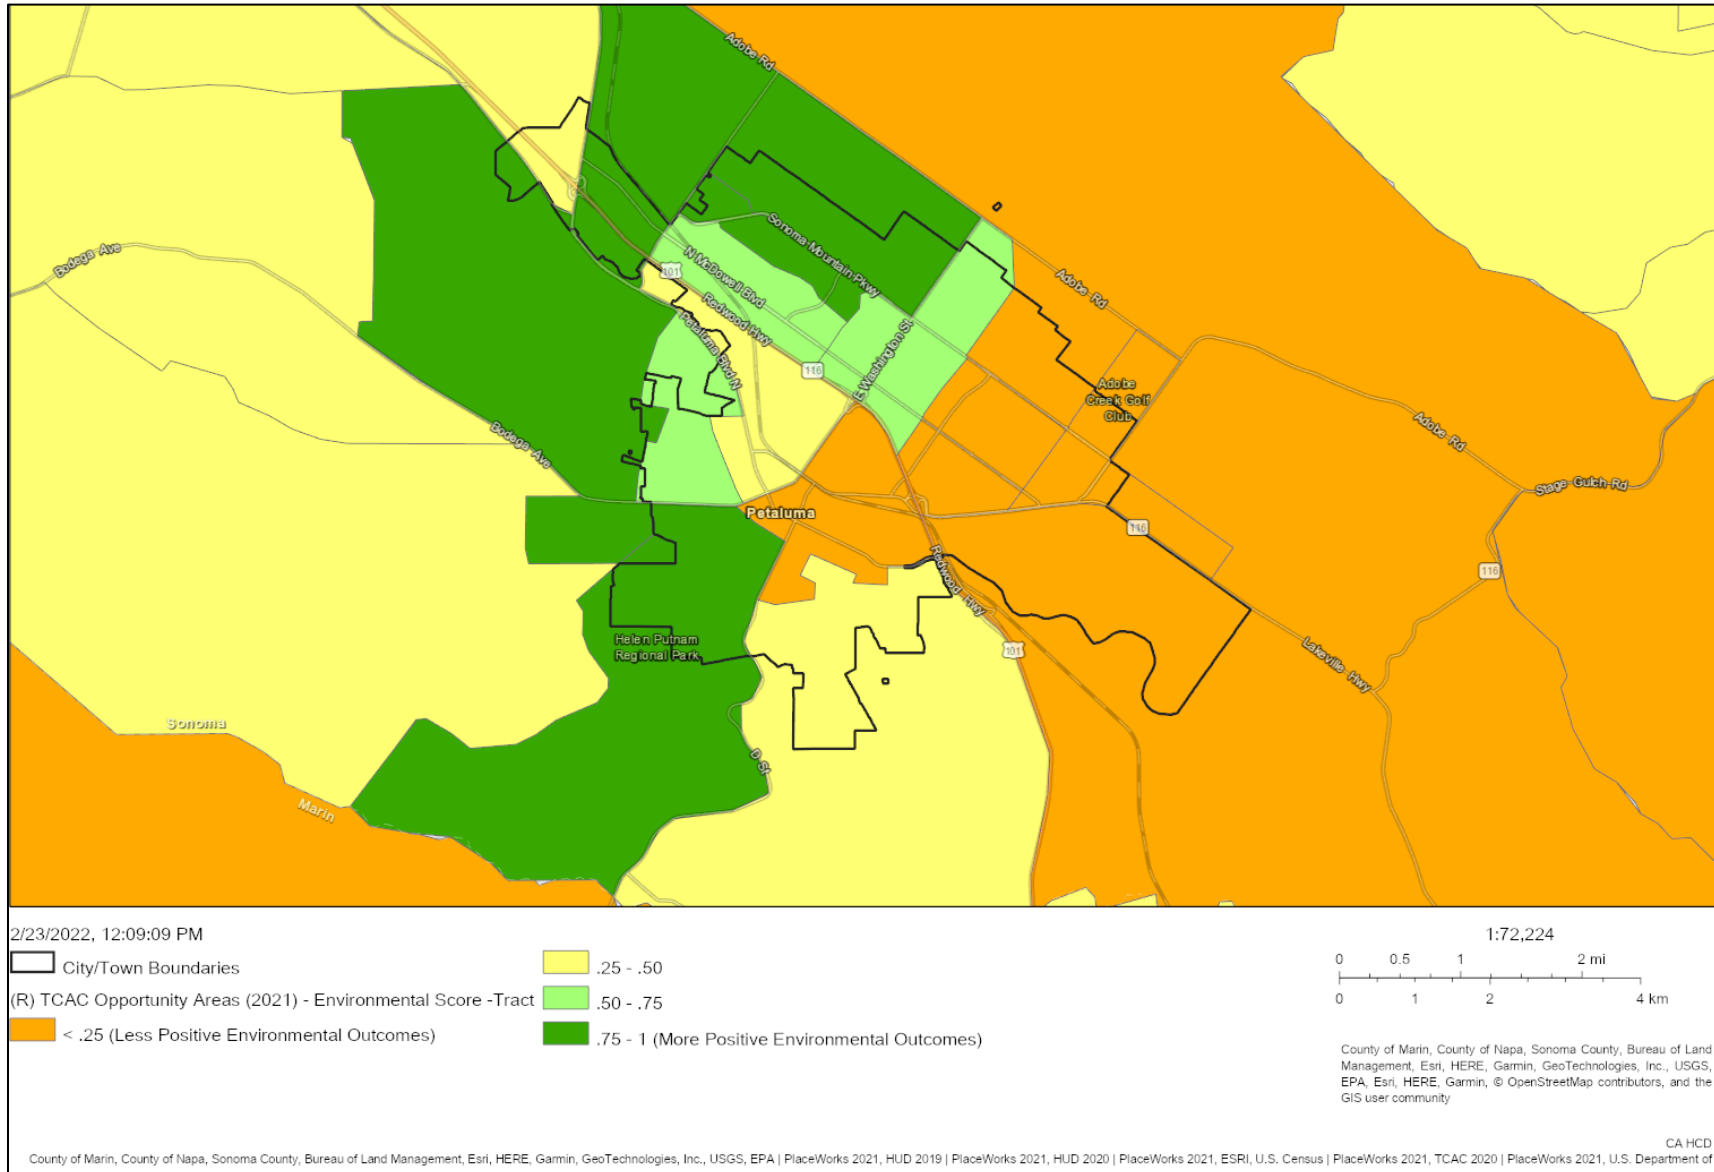 Adobe Rd
Bodega Ave
Sonoma-Mountain-Pkwy
101
N McDowell Blvd
Redwood Hwy
Petaluma Blvd N
Adobe Rd
E Washington St
116
Adobe
Creek Golf
Club
Adobe Rd
Bodega Ave
Stage-Gulch-Rd
Petaluma
116
116
Redwood Hwy
Helen Putnam
Regional Park
101
Lakeville Hwy
Sonoma
D St
Marin
2/23/2022, 12:09:09 PM
City/Town Boundaries
(R) TCAC Opportunity Areas (2021) - Environmental Score -Tract
< .25 (Less Positive Environmental Outcomes)
.25 - .50
.50 - .75
.75 - 1 (More Positive Environmental Outcomes)
1:72,224
0 0.5 1 2 mi
0 1 2 4 km
County of Marin, County of Napa, Sonoma County, Bureau of Land
Management, Esri, HERE, Garmin, GeoTechnologies, Inc., USGS,
EPA, Esri, HERE, Garmin, © OpenStreetMap contributors, and the
GIS user community
CA HCD
County of Marin, County of Napa, Sonoma County, Bureau of Land Management, Esri, HERE, Garmin, GeoTechnologies, Inc., USGS, EPA | PlaceWorks 2021, HUD 2019 | PlaceWorks 2021, HUD 2020 | PlaceWorks 2021, ESRI, U.S. Census | PlaceWorks 2021, TCAC 2020 | PlaceWorks 2021, U.S. Department of